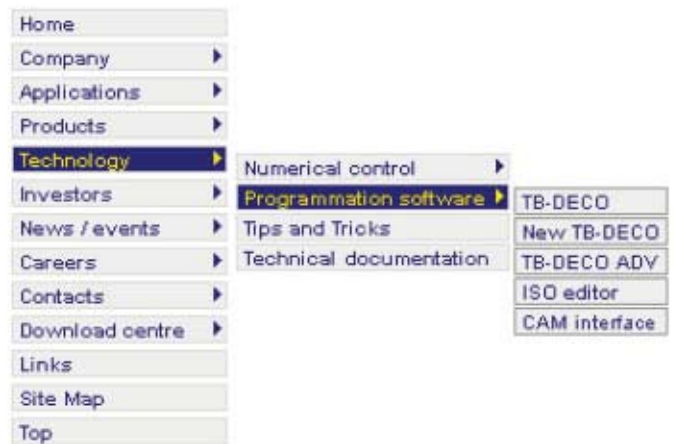 Home
Company
Applications
Products
Technology
Investors
News / events
Careers
Contacts
Download centre
Links
Site Map
Top
Numerical control
Programmation software
Tips and Tricks
Technical documentation
TB-DECO
New TB-DECO
TB-DECO ADV
ISO editor
CAM interface